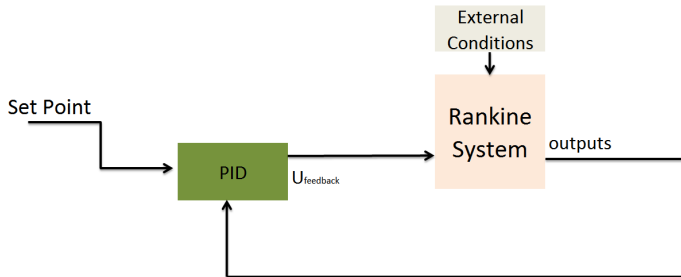 External
Conditions
Set Point
Rankine
System
outputs
PID
Ufeedback